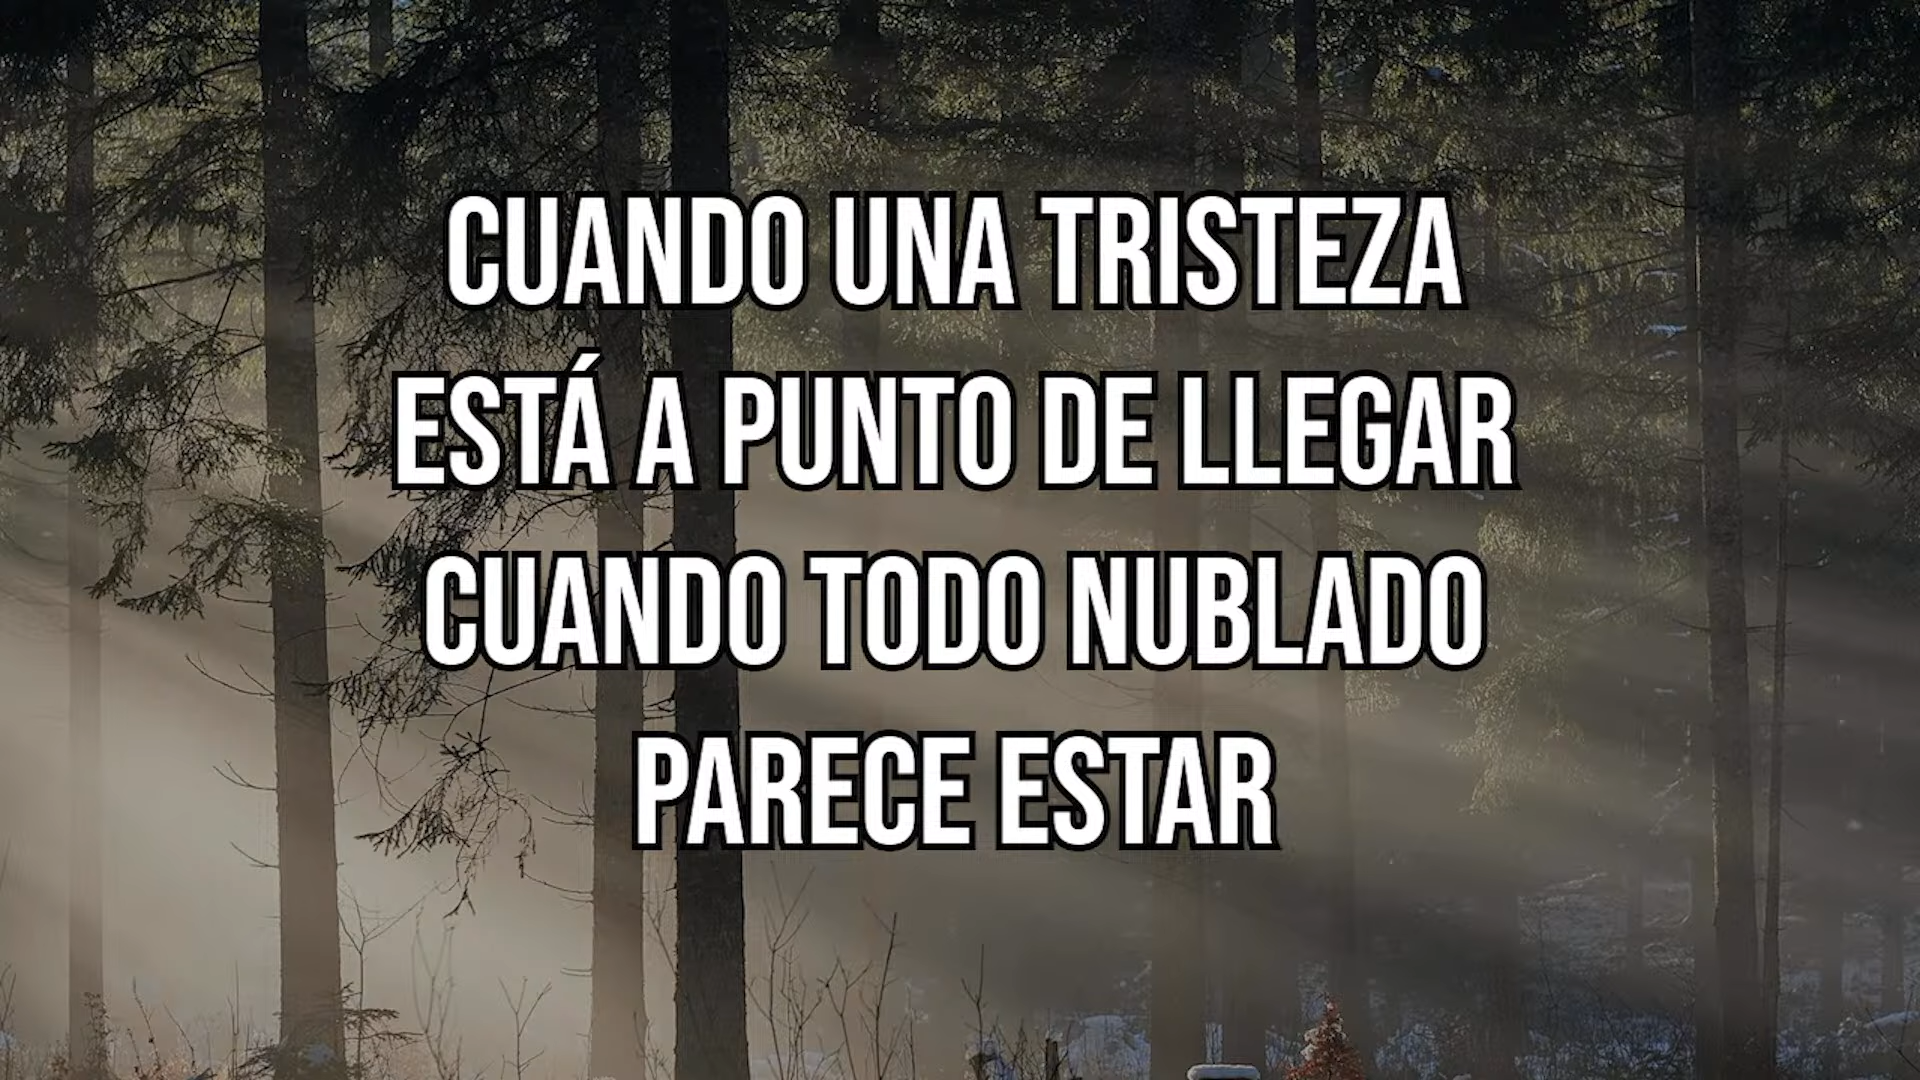 CUANDO UNA TRISTEZA
ESTÁ A PUNTO DE LLEGAR
CUANDO TODO NUBLADO
PARECE ESTAR